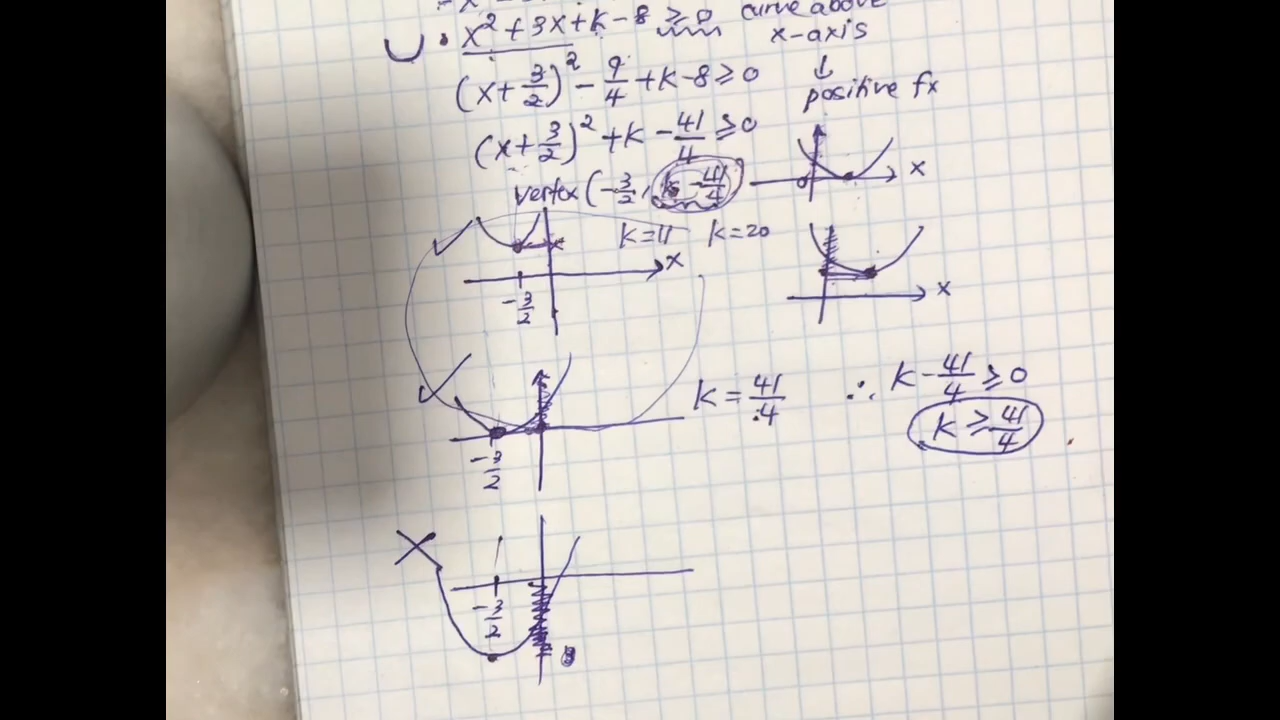 x² + 3x + k - 8 ≥ 0 curve above
x-axis
(x + 3/2)² - 9/4 + k - 8 ≥ 0
↓
positive fx
(x + 3/2)² + k - 41/4 ≥ 0
x
vertex (-3/2, k - 41/4
k = 11 k = 20
x
-3/2
x
k = 41/4
∴ k - 41/4 ≥ 0
k ≥ 41/4
-3/2
-3/2